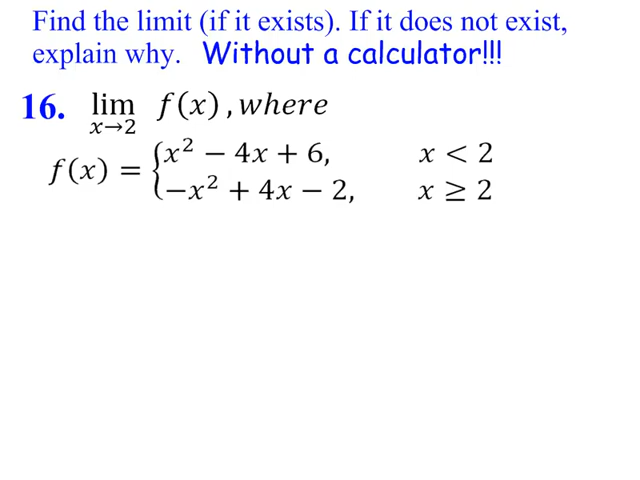 Find the limit (if it exists). If it does not exist,
explain why. Without a calculator!!!
16. lim x→2 f(x), where
f(x) = { x² − 4x + 6, x < 2
−x² + 4x − 2, x ≥ 2